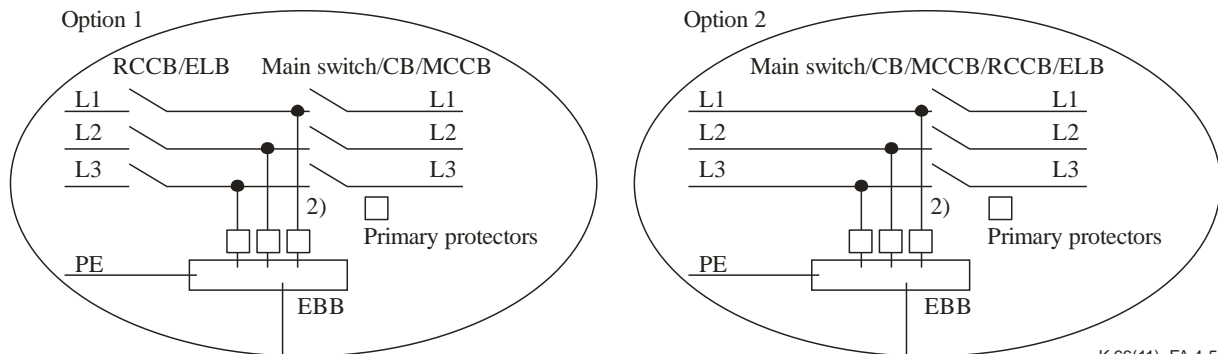 Option 1
RCCB/ELB Main switch/CB/MCCB
L1 L1
L2 L2
L3 L3
2)
Primary protectors
PE
EBB
Option 2
Main switch/CB/MCCB/RCCB/ELB
L1 L1
L2 L2
L3 L3
2)
Primary protectors
PE
EBB